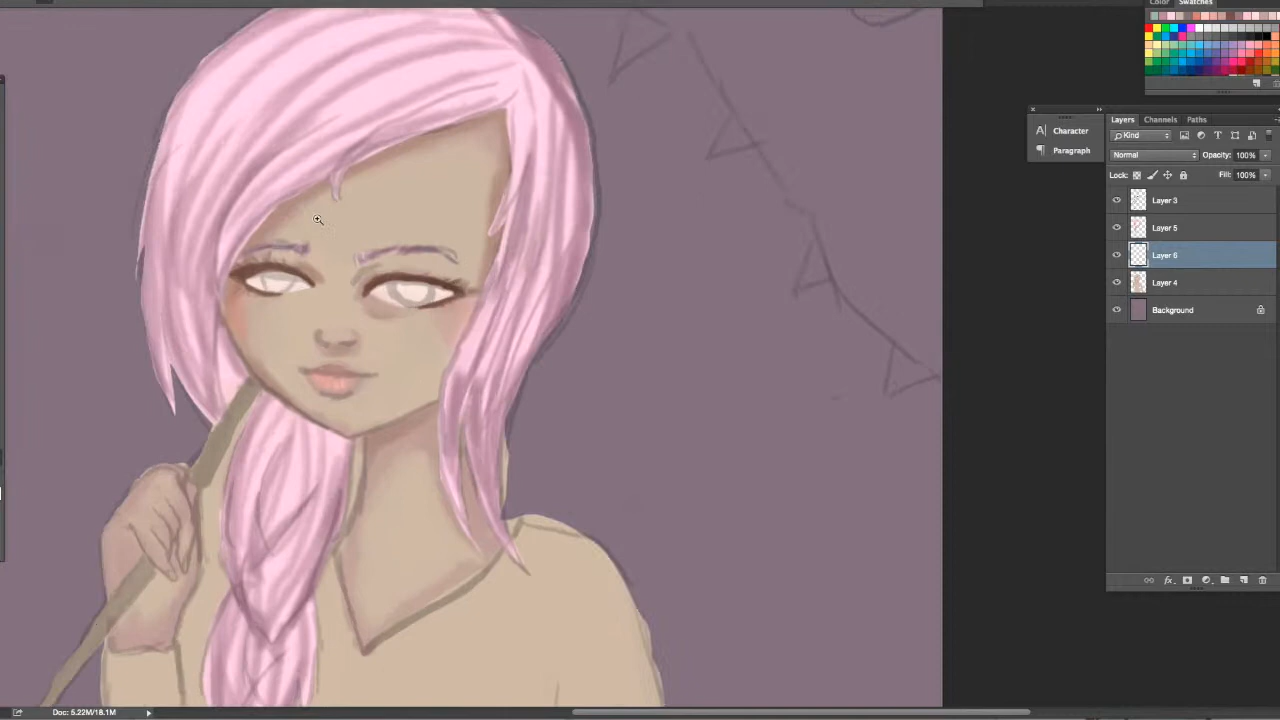 Color Swatches
A| Character
¶ Paragraph
Layers Channels Paths
Kind
Normal Opacity: 100%
Lock: Fill: 100%
Layer 3
Layer 5
Layer 6
Layer 4
Background
fx
Doc: 5.22M/18.1M